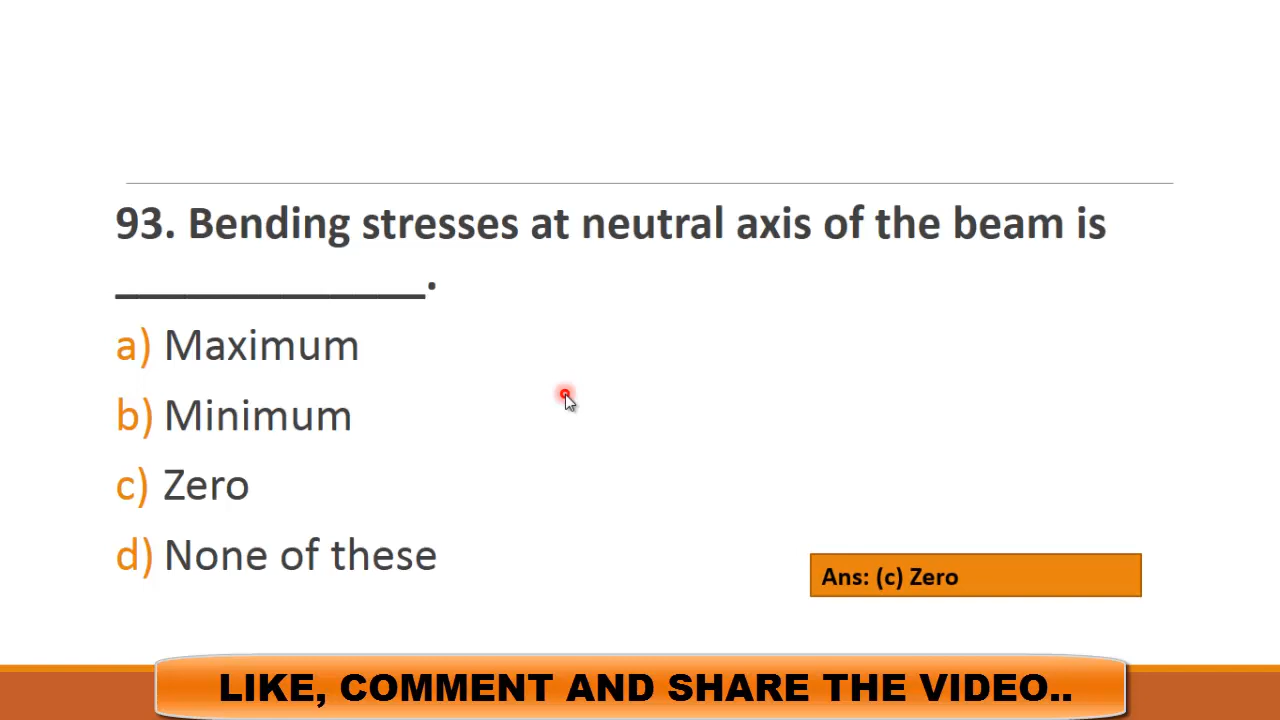 93. Bending stresses at neutral axis of the beam is
_____________.
a) Maximum
b) Minimum
c) Zero
d) None of these
Ans: (c) Zero
LIKE, COMMENT AND SHARE THE VIDEO..